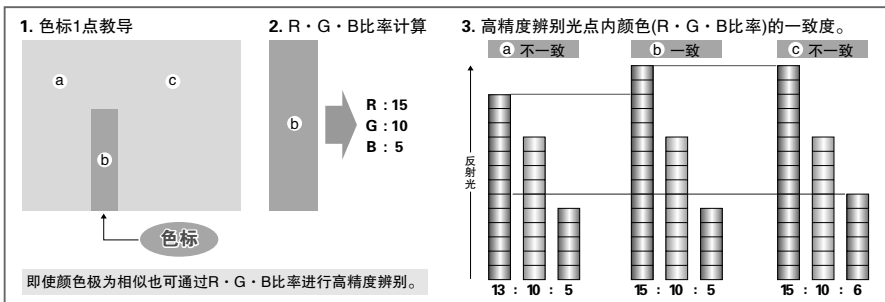 1. 色标1点教导
a
c
b
色标
即使颜色极为相似也可通过R・G・B比率进行高精度辨别。
2. R・G・B比率计算
b
R : 15
G : 10
B : 5
3. 高精度辨别光点内颜色(R・G・B比率)的一致度。
a 不一致
b 一致
c 不一致
反射光
13 : 10 : 5
15 : 10 : 5
15 : 10 : 6